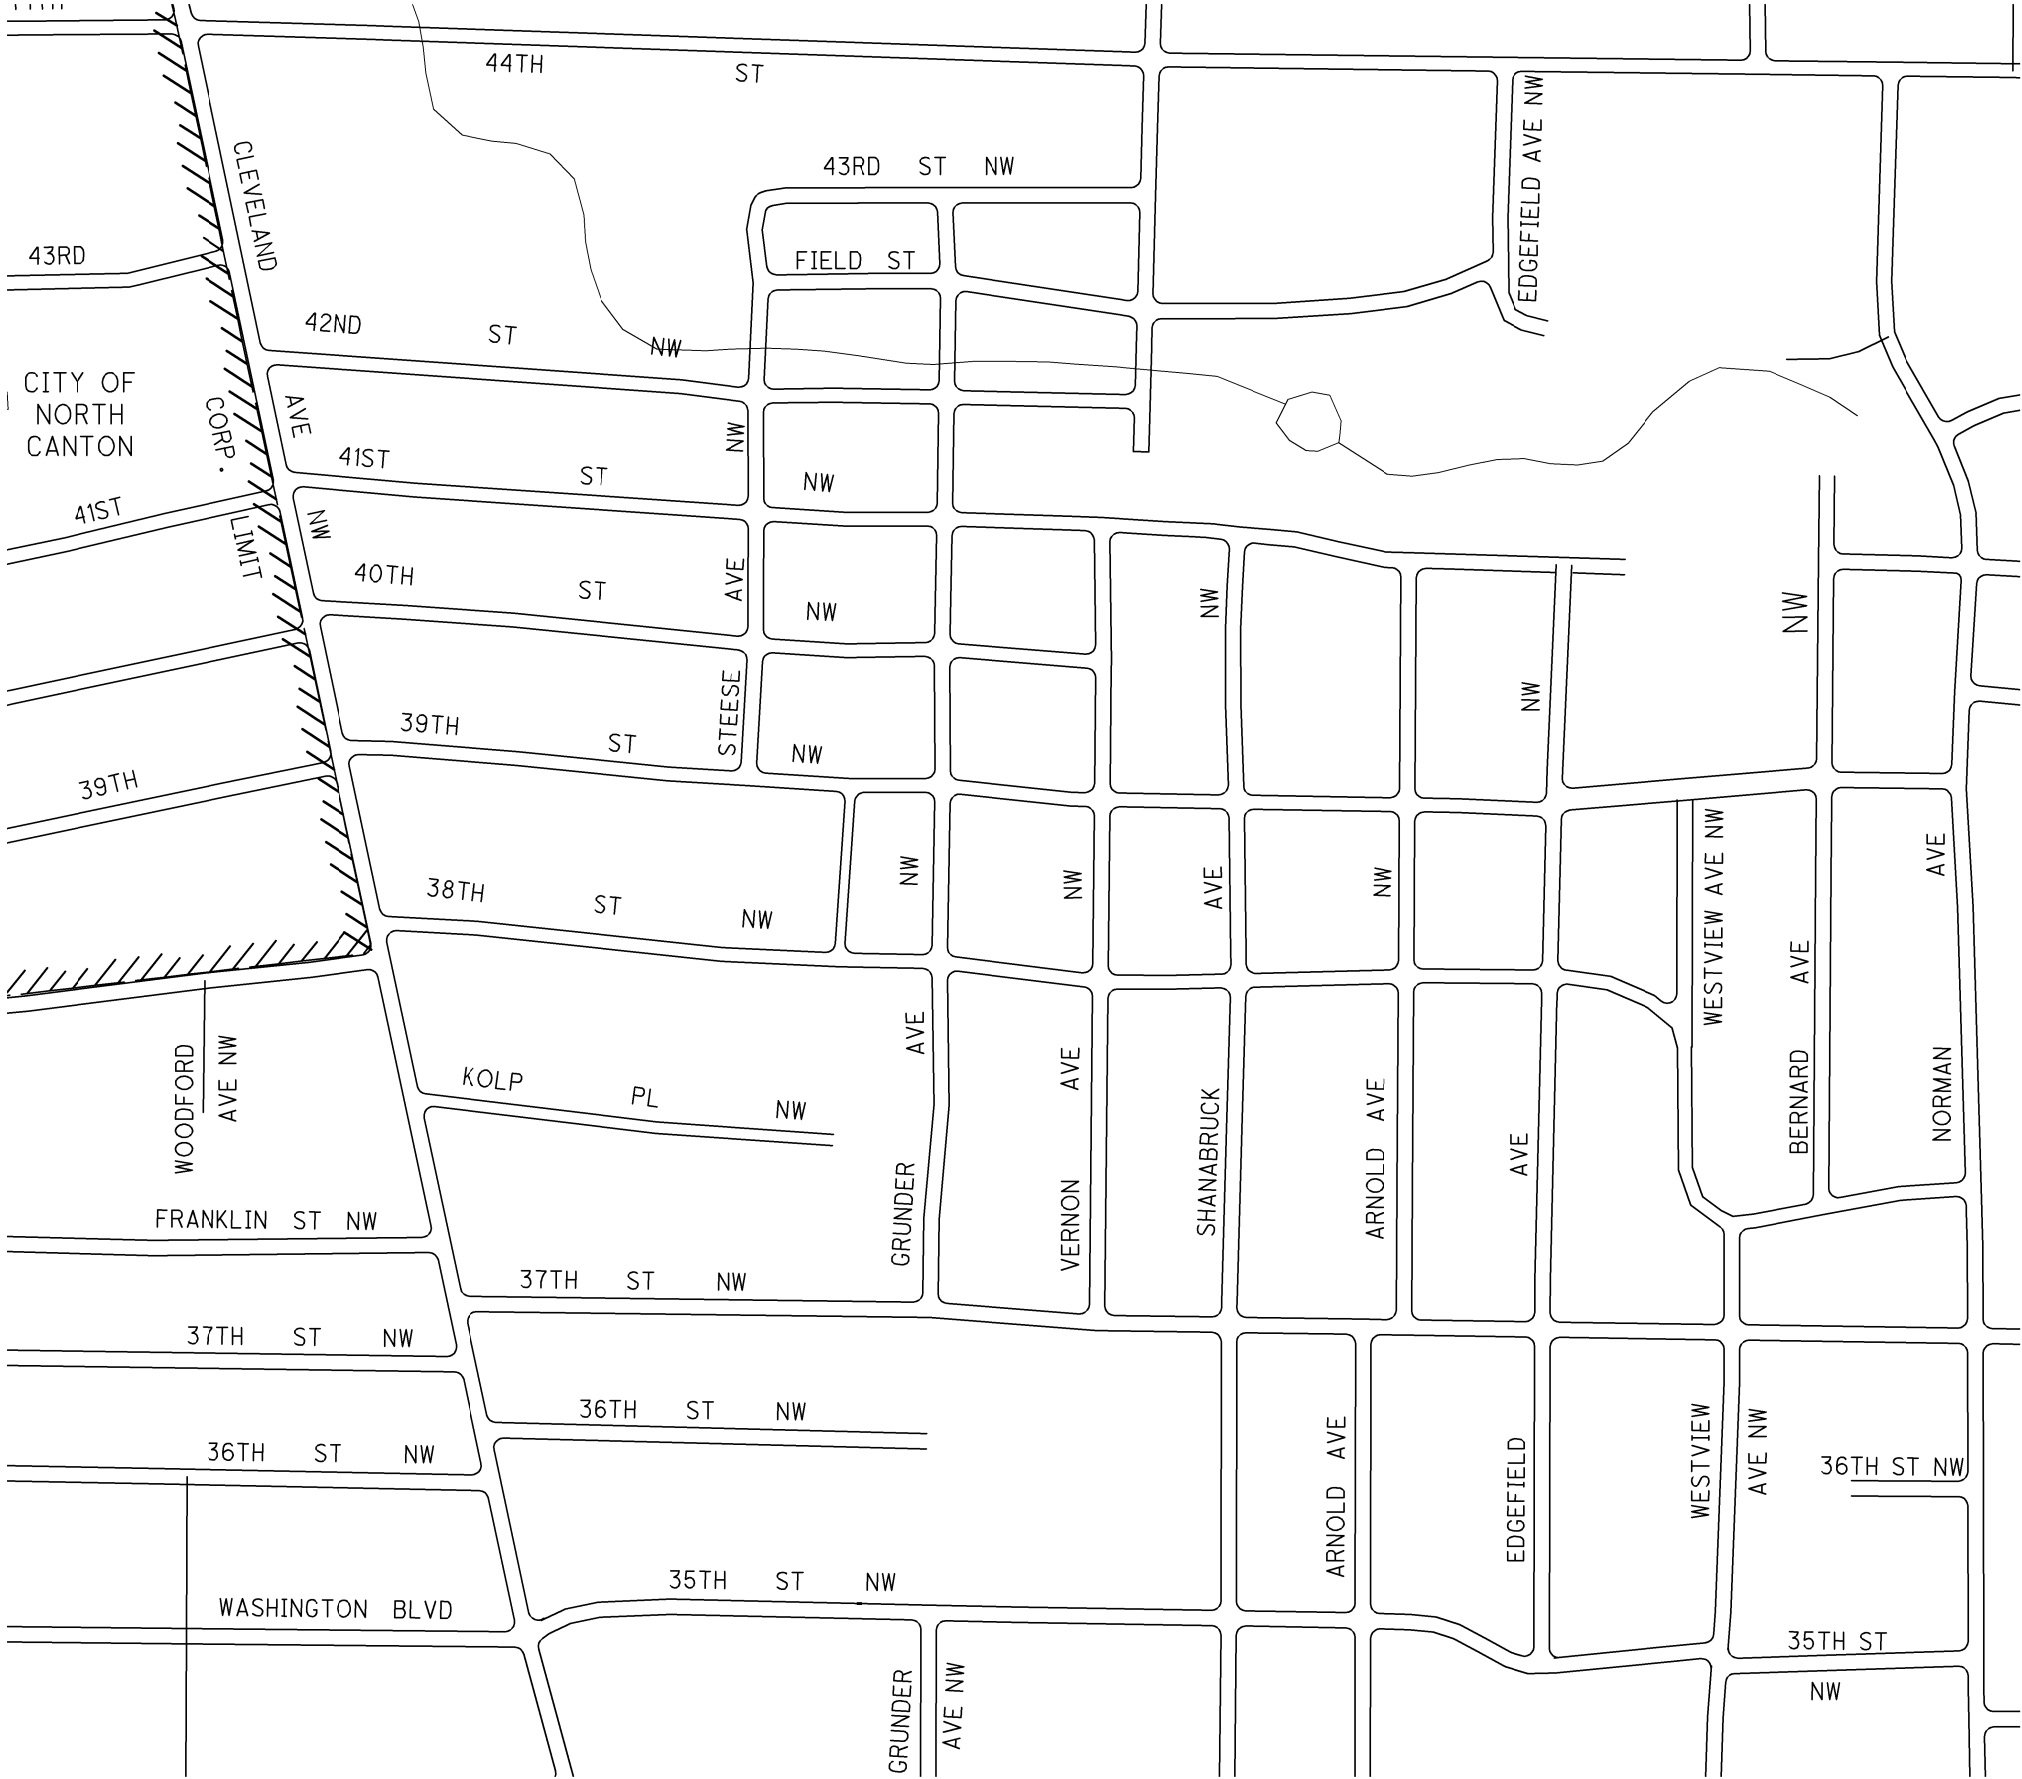 44TH ST
EDGEFIELD AVE NW
43RD ST NW
CLEVELAND AVE NW
43RD
FIELD ST
42ND ST NW
CITY OF
NORTH
CANTON
CORP. LIMIT
41ST ST NW
STEESE AVE NW
41ST
40TH ST NW
NW
39TH ST NW
39TH
38TH ST NW
GRUNDER AVE NW
VERNON AVE NW
SHANABRUCK AVE NW
ARNOLD AVE NW
AVE NW
WESTVIEW AVE NW
BERNARD AVE NW
NORMAN AVE
WOODFORD
AVE NW
KOLP PL NW
FRANKLIN ST NW
37TH ST NW
37TH ST NW
36TH ST NW
36TH ST NW
ARNOLD AVE
EDGEFIELD
WESTVIEW
AVE NW
36TH ST NW
35TH ST NW
WASHINGTON BLVD
35TH ST
NW
GRUNDER
AVE NW